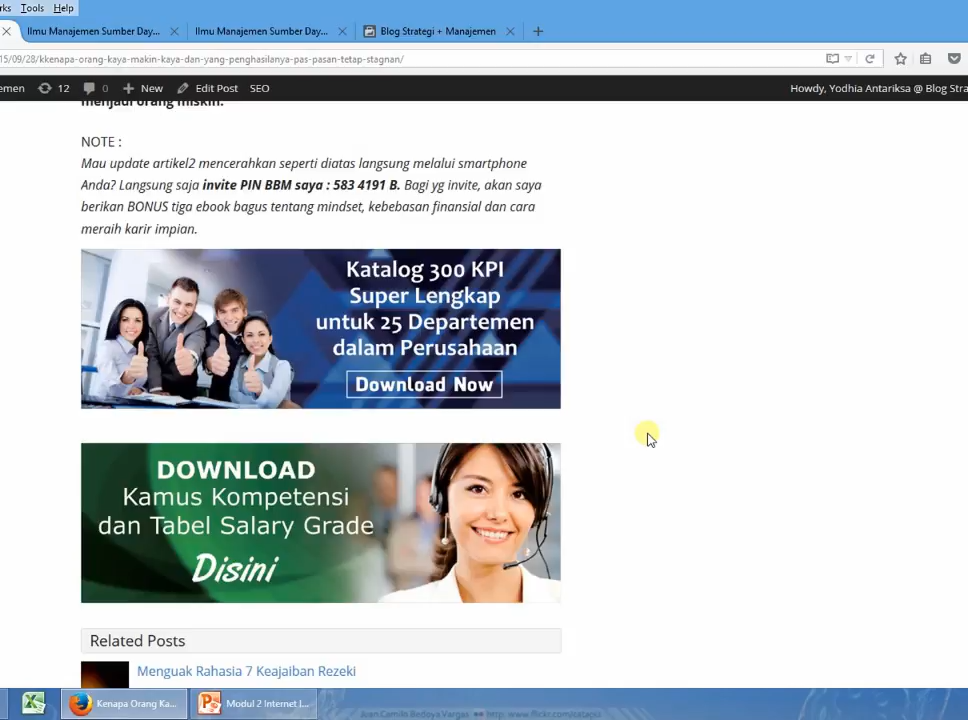 rks Tools Help
Ilmu Manajemen Sumber Day...
Ilmu Manajemen Sumber Day...
Blog Strategi + Manajemen
15/09/28/kkenapa-orang-kaya-makin-kaya-dan-yang-penghasilanya-pas-pasan-tetap-stagnan/
emen 12 0 New Edit Post SEO Howdy, Yodhia Antariksa @ Blog Stra
menjadi orang miskin.
NOTE :
Mau update artikel2 mencerahkan seperti diatas langsung melalui smartphone
Anda? Langsung saja invite PIN BBM saya : 583 4191 B. Bagi yg invite, akan saya
berikan BONUS tiga ebook bagus tentang mindset, kebebasan finansial dan cara
meraih karir impian.
Katalog 300 KPI
Super Lengkap
untuk 25 Departemen
dalam Perusahaan
Download Now
DOWNLOAD
Kamus Kompetensi
dan Tabel Salary Grade
Disini
Related Posts
Menguak Rahasia 7 Keajaiban Rezeki
Kenapa Orang Ka...
Modul 2 Internet J...
Juan Camilo Bedoya Vargas